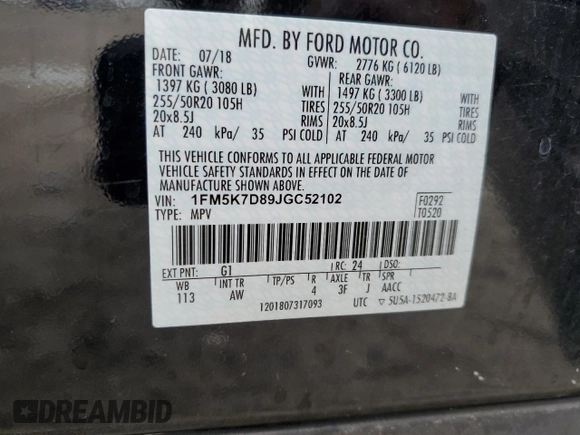 MFD. BY FORD MOTOR CO.
DATE: 07/18 GVWR: 2776 KG ( 6120 LB)
FRONT GAWR: REAR GAWR:
1397 KG ( 3080 LB) 1497 KG ( 3300 LB) WITH
255/50R20 105H 255/50R20 105H TIRES
20x8.5J 20x8.5J RIMS
AT 240 kPa/ 35 PSI COLD AT 240 kPa/ 35 PSI COLD
WITH
TIRES
RIMS
THIS VEHICLE CONFORMS TO ALL APPLICABLE FEDERAL MOTOR
VEHICLE SAFETY STANDARDS IN EFFECT ON THE DATE OF
MANUFACTURE SHOWN ABOVE.
VIN: 1FM5K7D89JGC52102 F0292
TYPE: MPV T0520
EXT PNT: G1 RC: 24 DSO:
WB INT TR TP/PS R AXLE TR SPR
113 AW 4 3F J AACC
1201807317093 UTC ▽ 5U5A-1520472-BA
DREAMBID